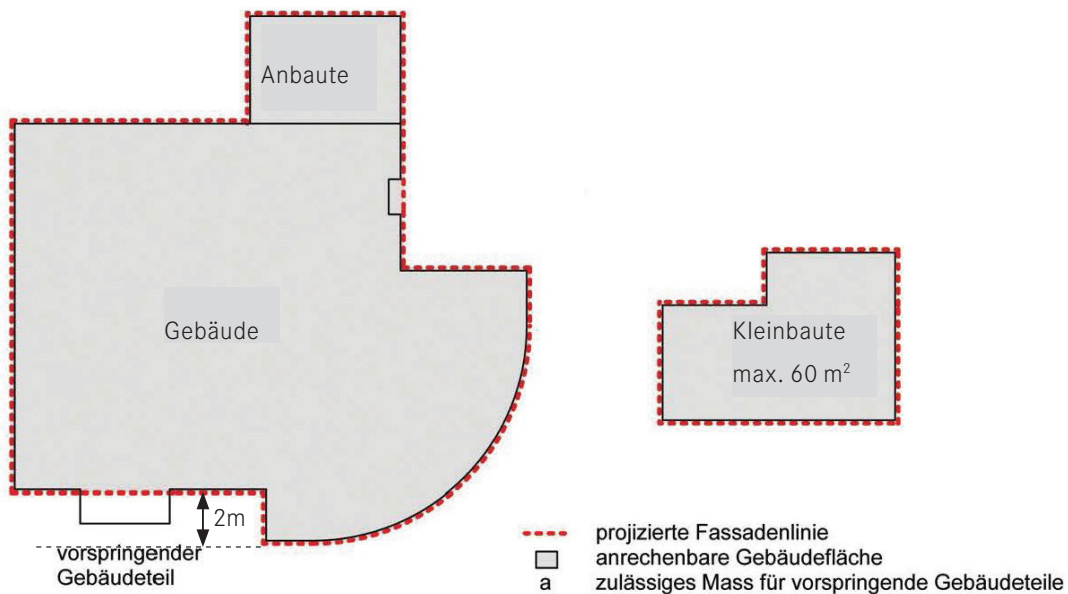 Anbaute
Gebäude
Kleinbaute
max. 60 m²
2m
vorspringender
Gebäudeteil
projizierte Fassadenlinie
anrechenbare Gebäudefläche
a zulässiges Mass für vorspringende Gebäudeteile